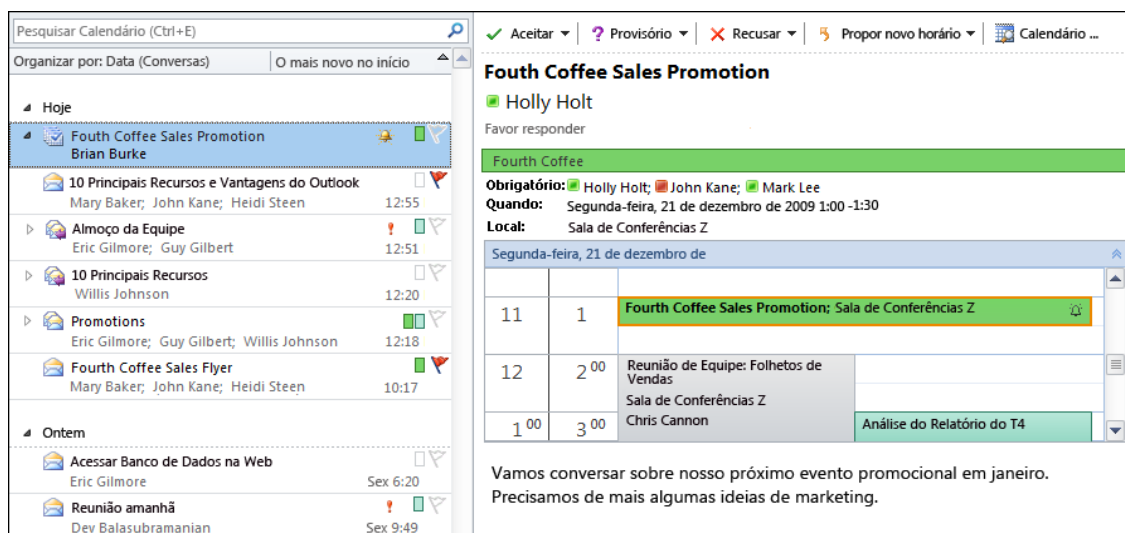 Pesquisar Calendário (Ctrl+E)
Organizar por: Data (Conversas)
O mais novo no início
Hoje
Fouth Coffee Sales Promotion
Brian Burke
10 Principais Recursos e Vantagens do Outlook
Mary Baker; John Kane; Heidi Steen 12:55
Almoço da Equipe
Eric Gilmore; Guy Gilbert 12:51
10 Principais Recursos
Willis Johnson 12:20
Promotions
Eric Gilmore; Guy Gilbert; Willis Johnson 12:18
Fourth Coffee Sales Flyer
Mary Baker; John Kane; Heidi Steen 10:17
Ontem
Acessar Banco de Dados na Web
Eric Gilmore Sex 6:20
Reunião amanhã
Dev Balasubramanian Sex 9:49
Aceitar Provisório Recusar Propor novo horário Calendário ...
Fouth Coffee Sales Promotion
Holly Holt
Favor responder
Fourth Coffee
Obrigatório: Holly Holt; John Kane; Mark Lee
Quando: Segunda-feira, 21 de dezembro de 2009 1:00 -1:30
Local: Sala de Conferências Z
Segunda-feira, 21 de dezembro de
11 1 Fourth Coffee Sales Promotion; Sala de Conferências Z
12 2 00 Reunião de Equipe: Folhetos de
Vendas
Sala de Conferências Z
Chris Cannon
1 00 3 00 Análise do Relatório do T4
Vamos conversar sobre nosso próximo evento promocional em janeiro.
Precisamos de mais algumas ideias de marketing.